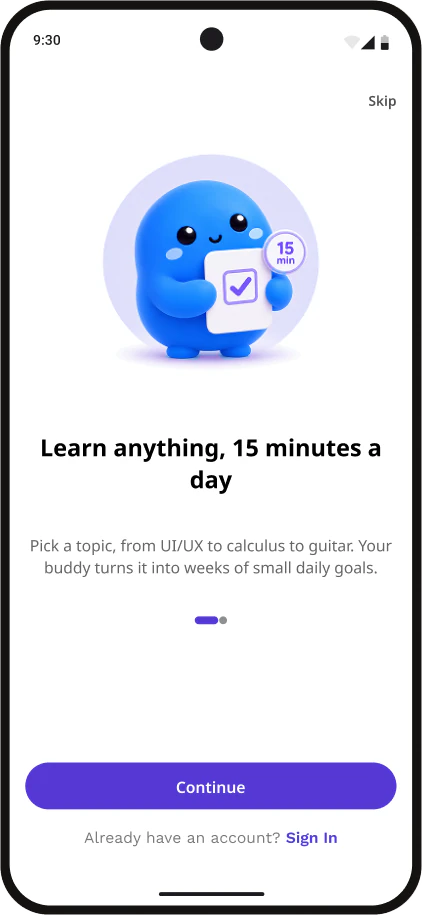 9:30
Skip
15
min
Learn anything, 15 minutes a
day
Pick a topic, from UI/UX to calculus to guitar. Your
buddy turns it into weeks of small daily goals.
Continue
Already have an account? Sign In